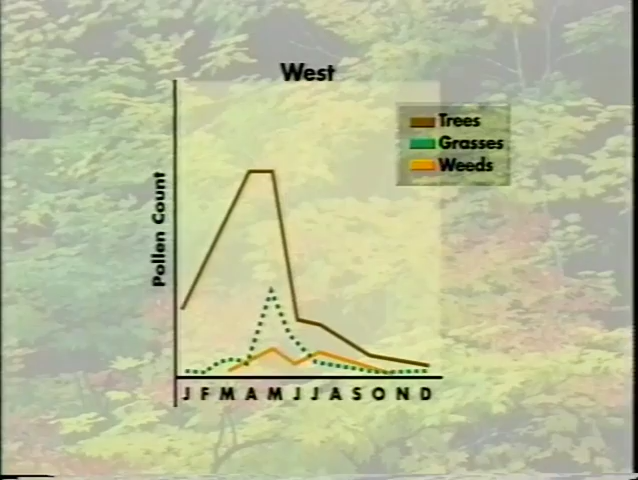 West
Trees
Grasses
Weeds
Pollen Count
J F M A M J J A S O N D